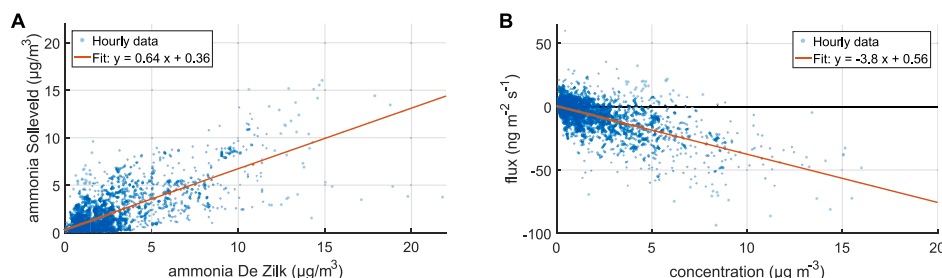 A
ammonia Solleveld (μg/m³)
20
15
10
5
0
Hourly data
Fit: y = 0.64 x + 0.36
0
5
10
15
20
ammonia De Zilk (μg/m³)
B
flux (ng m⁻² s⁻¹)
50
0
-50
-100
Hourly data
Fit: y = -3.8 x + 0.56
0
5
10
15
20
concentration (μg m⁻³)